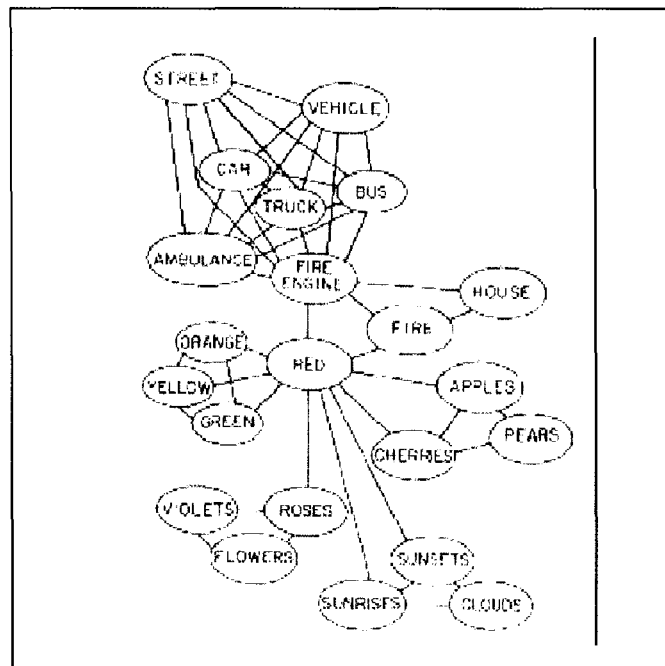 STREET
VEHICLE
CAR
BUS
TRUCK
AMBULANCE
FIRE
ENGINE
HOUSE
FIRE
ORANGE
RED
YELLOW
APPLES
GREEN
PEARS
CHERRIES
VIOLETS
ROSES
FLOWERS
SUNSETS
SUNRISES
CLOUDS